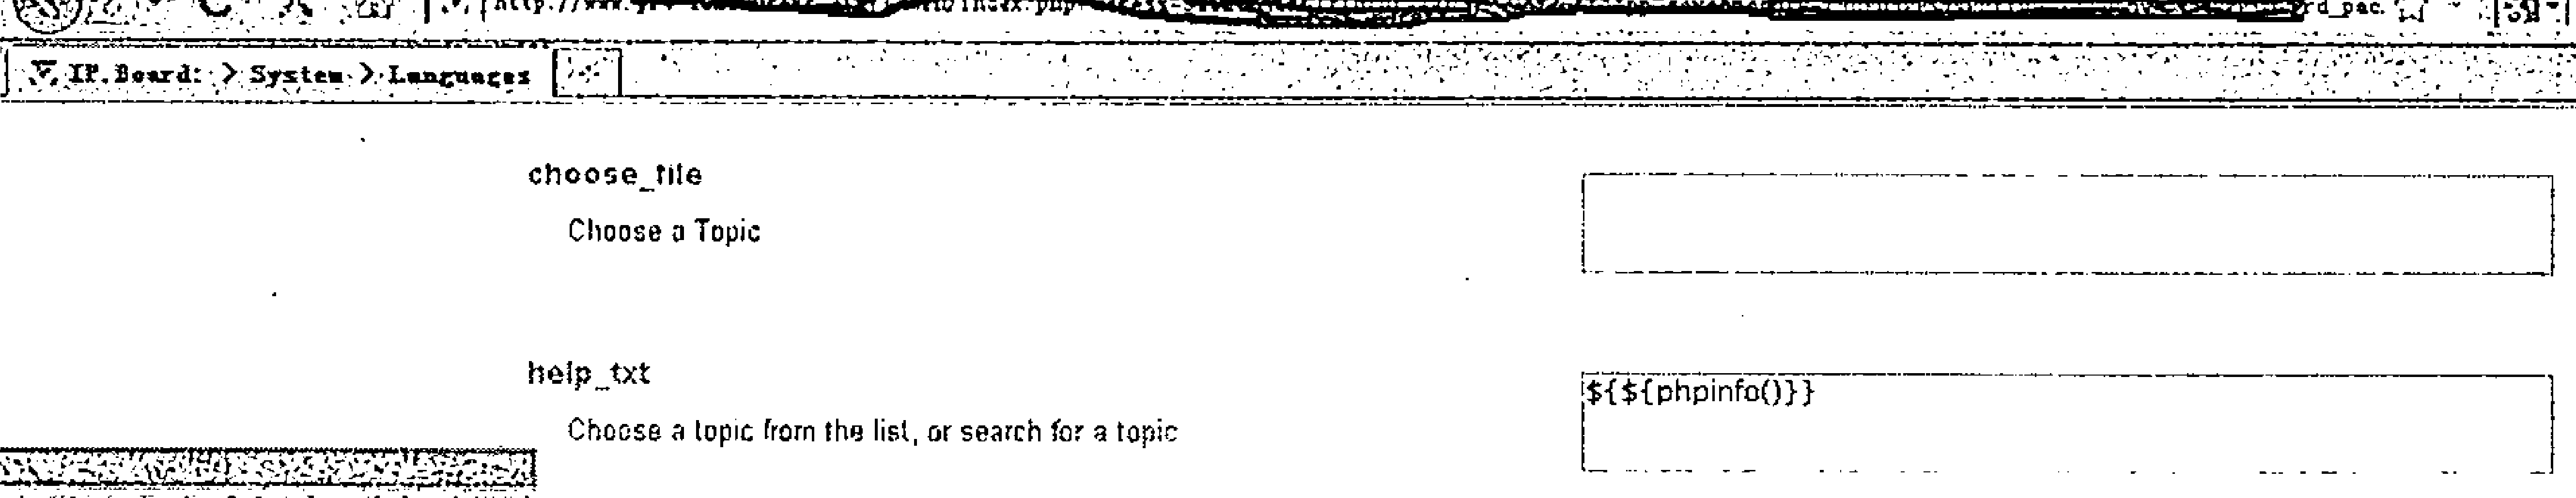 IP.Board: > System > Languages
choose_file
Choose a Topic
help_txt
${${phpinfo()}}
Choose a topic from the list, or search for a topic